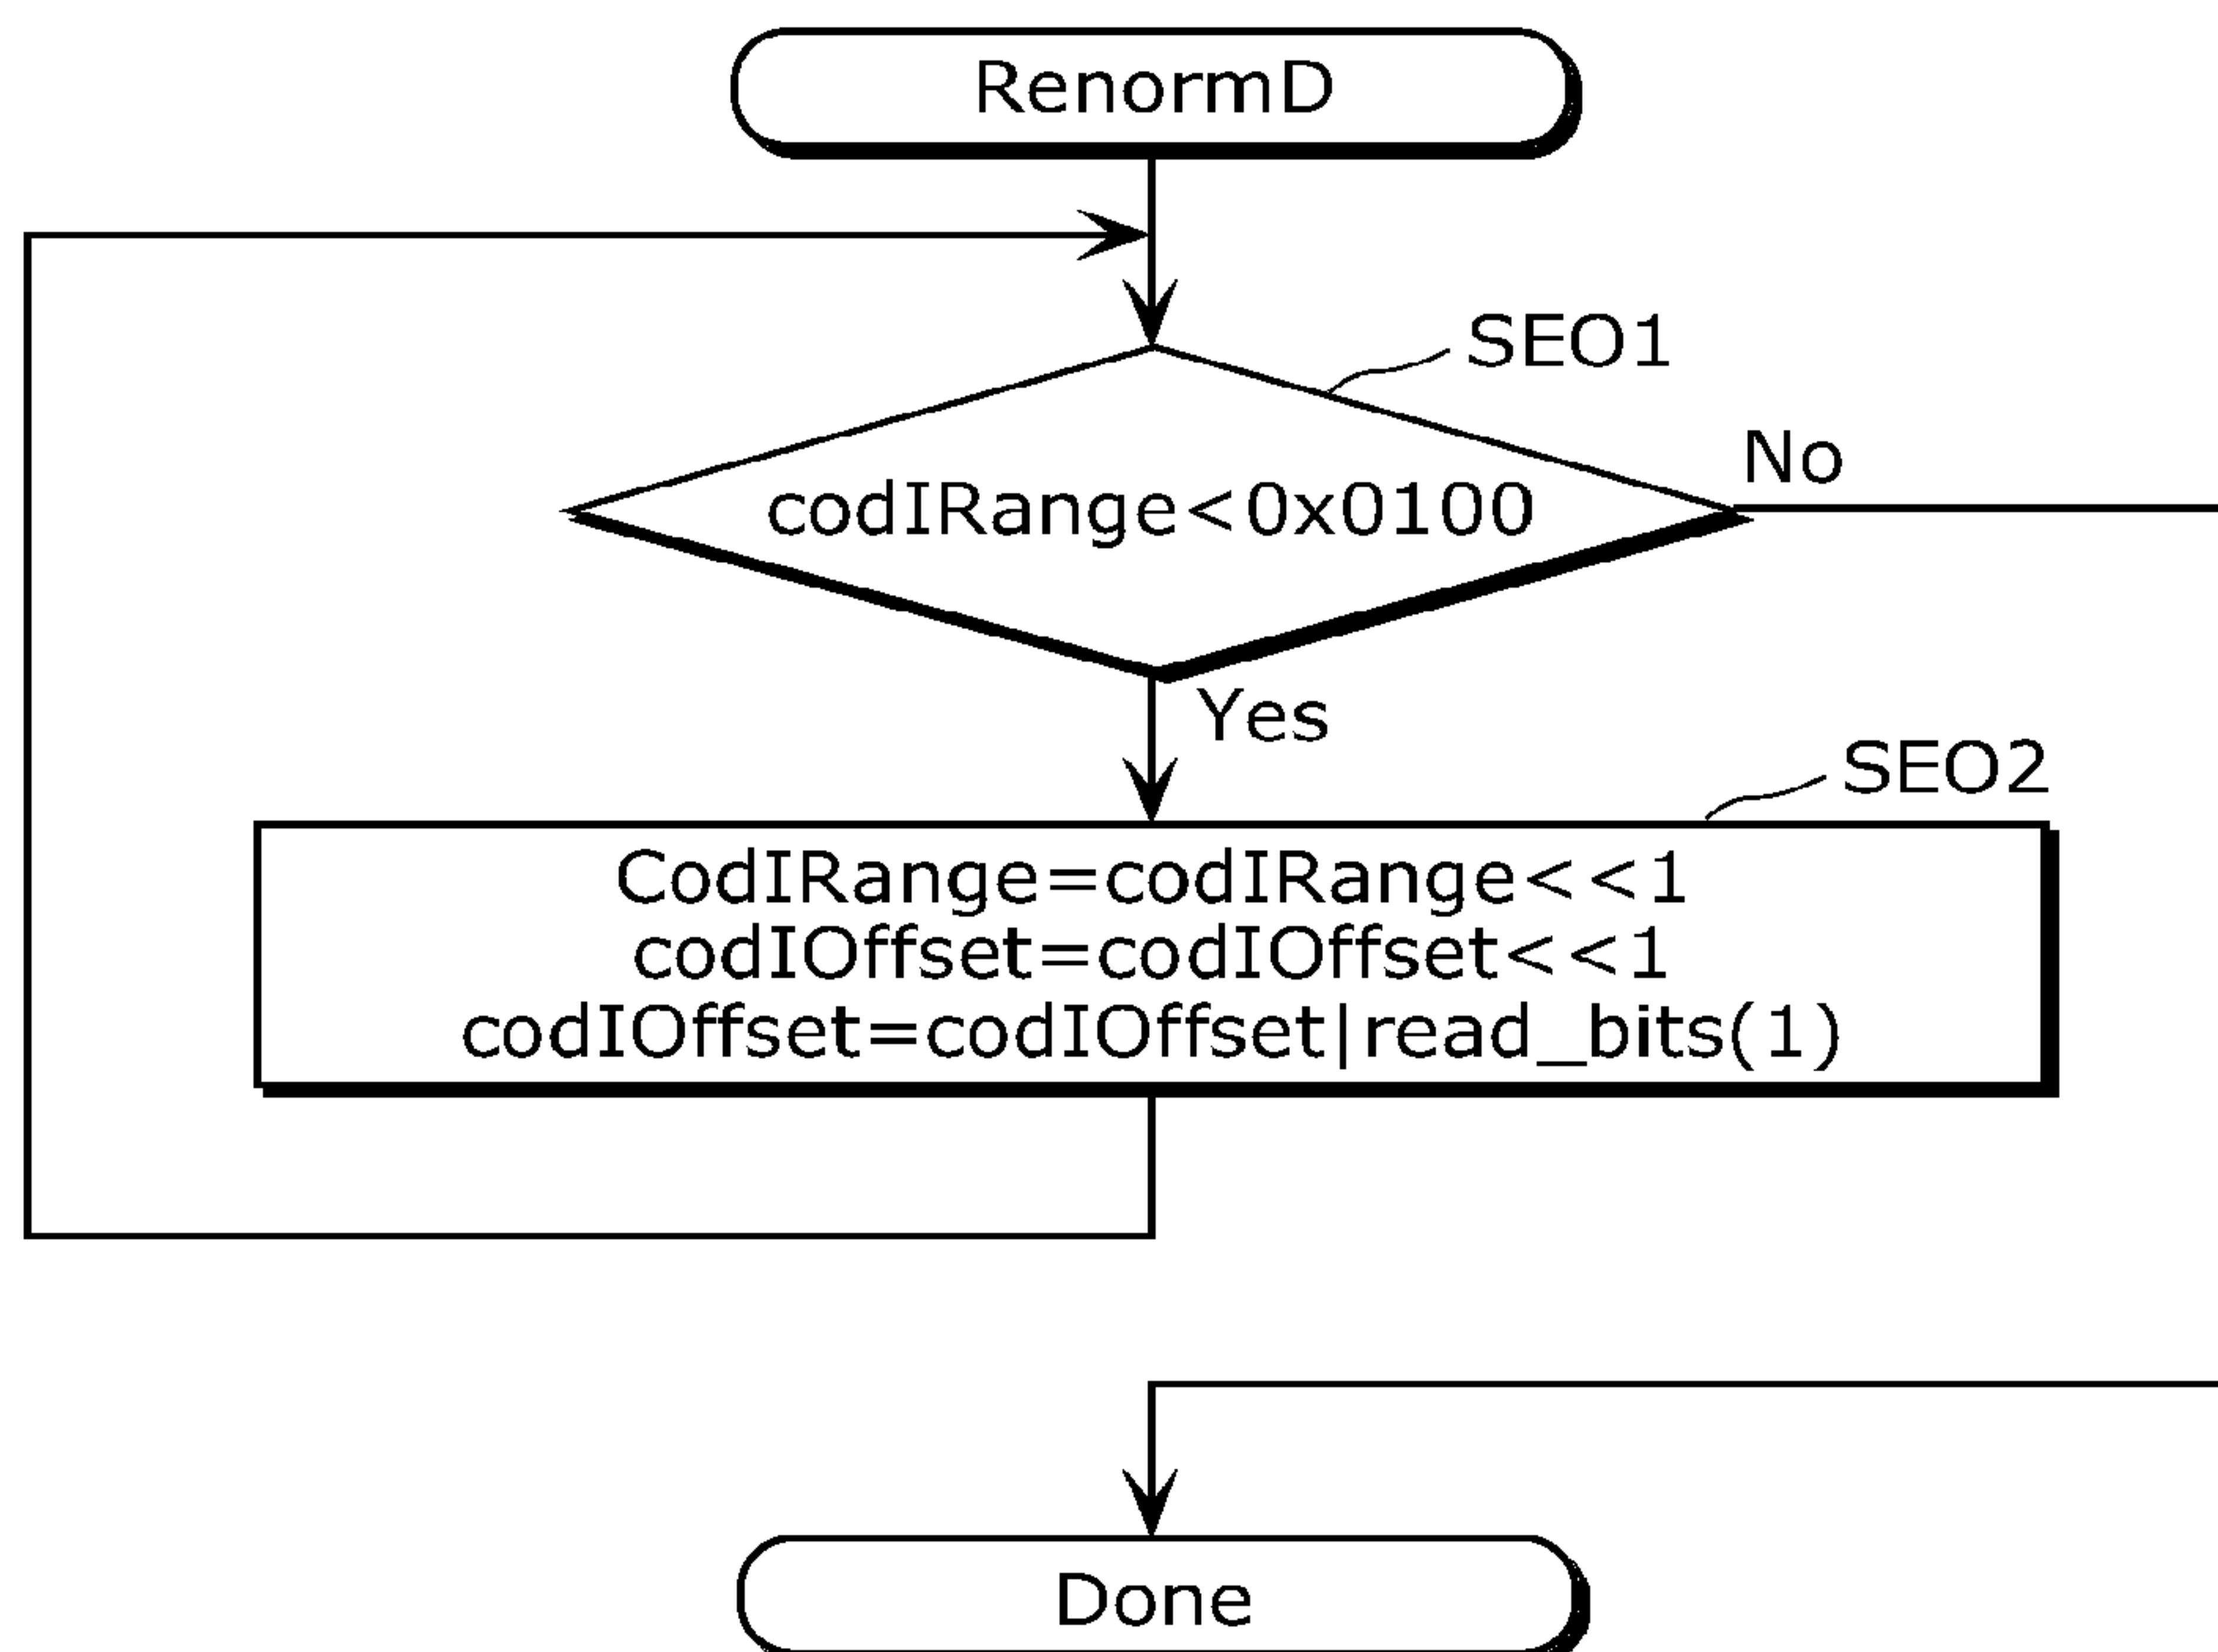 RenormD
SEO1
No
codIRange<0x0100
Yes
SEO2
CodIRange=codIRange<<1
codIOffset=codIOffset<<1
codIOffset=codIOffset|read_bits(1)
Done